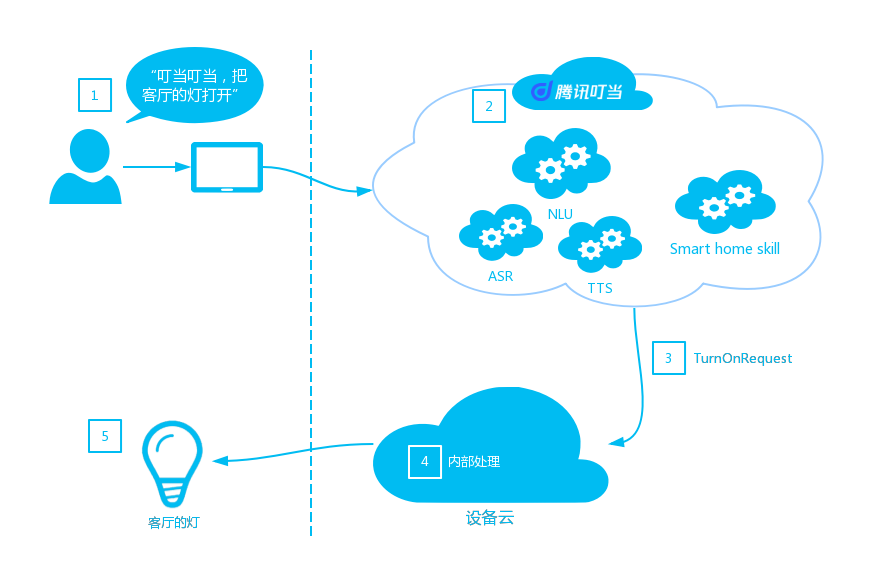 1
“叮当叮当，把
客厅的灯打开”
2
腾讯叮当
NLU
ASR
TTS
Smart home skill
3
TurnOnRequest
4
内部处理
设备云
5
客厅的灯